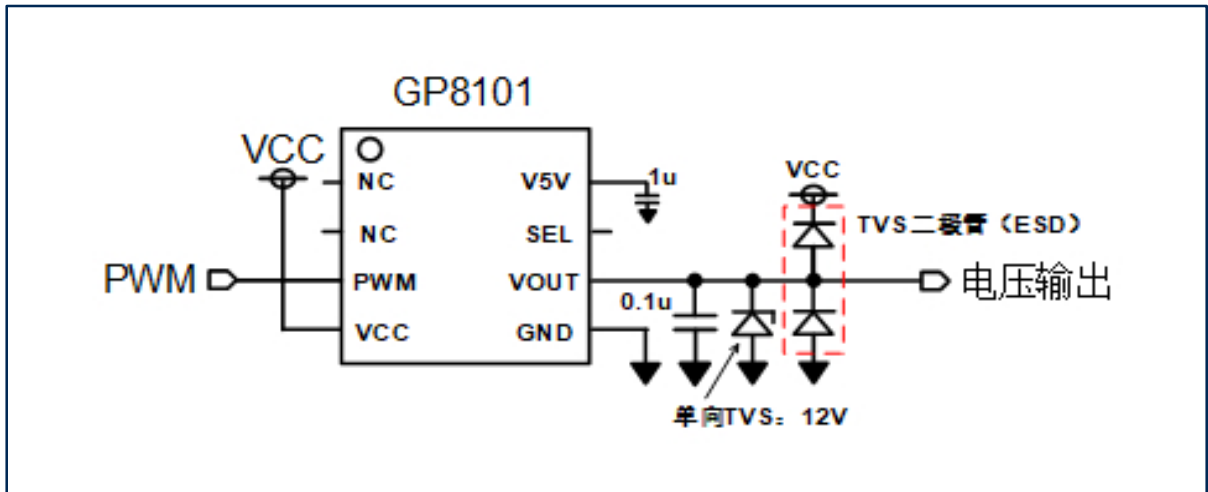 GP8101
VCC
NC
V5V
1u
VCC
NC
SEL
TVS二极管（ESD）
PWM
PWM
VOUT
电压输出
0.1u
VCC
GND
单向TVS：12V